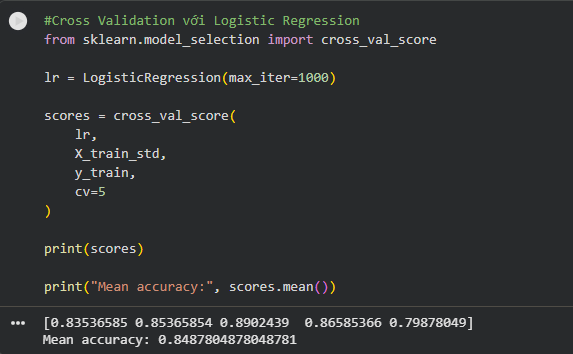 #Cross Validation với Logistic Regression
from sklearn.model_selection import cross_val_score
lr = LogisticRegression(max_iter=1000)
scores = cross_val_score(
    lr,
    X_train_std,
    y_train,
    cv=5
)
print(scores)
print("Mean accuracy:", scores.mean())
[0.83536585 0.85365854 0.8902439  0.86585366 0.79878049]
Mean accuracy: 0.8487804878048781